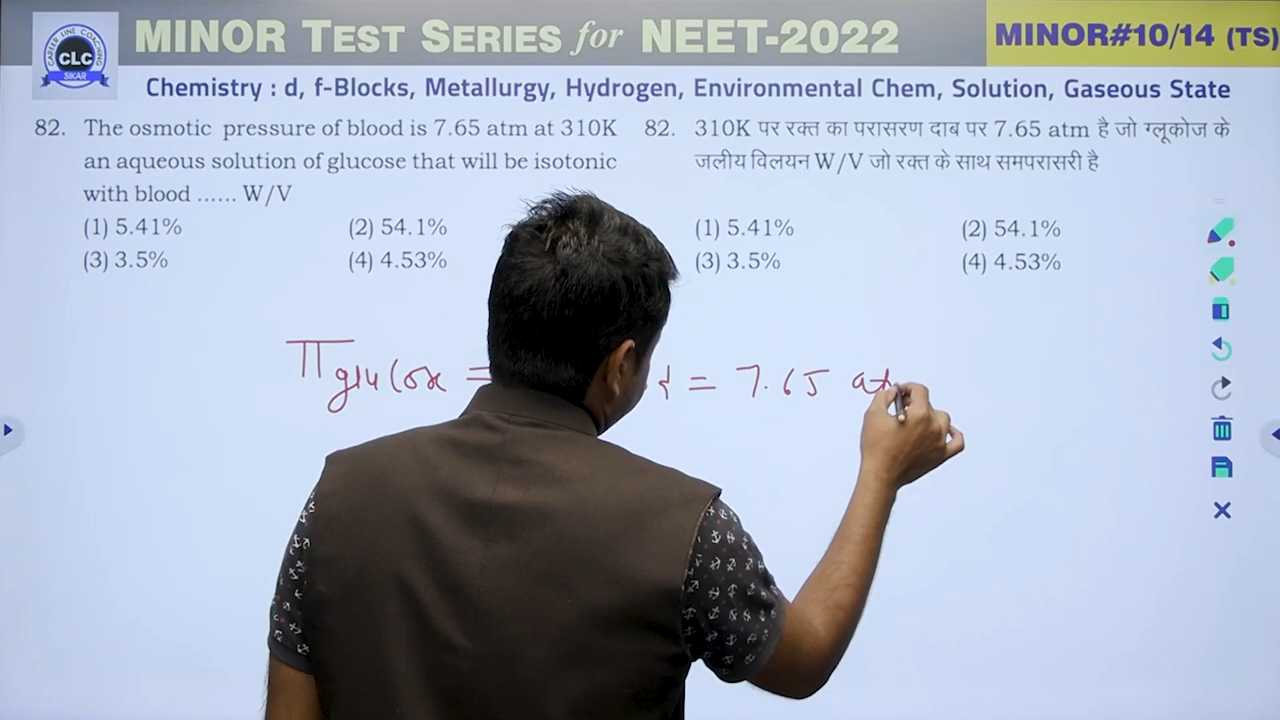 CAREER LINE COACHING
CLC
SIKAR
MINOR TEST SERIES for NEET-2022
MINOR#10/14 (TS)
Chemistry : d, f-Blocks, Metallurgy, Hydrogen, Environmental Chem, Solution, Gaseous State
82. The osmotic pressure of blood is 7.65 atm at 310K
an aqueous solution of glucose that will be isotonic
with blood ...... W/V
(1) 5.41% (2) 54.1%
(3) 3.5% (4) 4.53%
82. 310K पर रक्त का परासरण दाब पर 7.65 atm है जो ग्लूकोज के
जलीय विलयन W/V जो रक्त के साथ समपरासरी है
(1) 5.41% (2) 54.1%
(3) 3.5% (4) 4.53%
π glucose = = 7.65 at